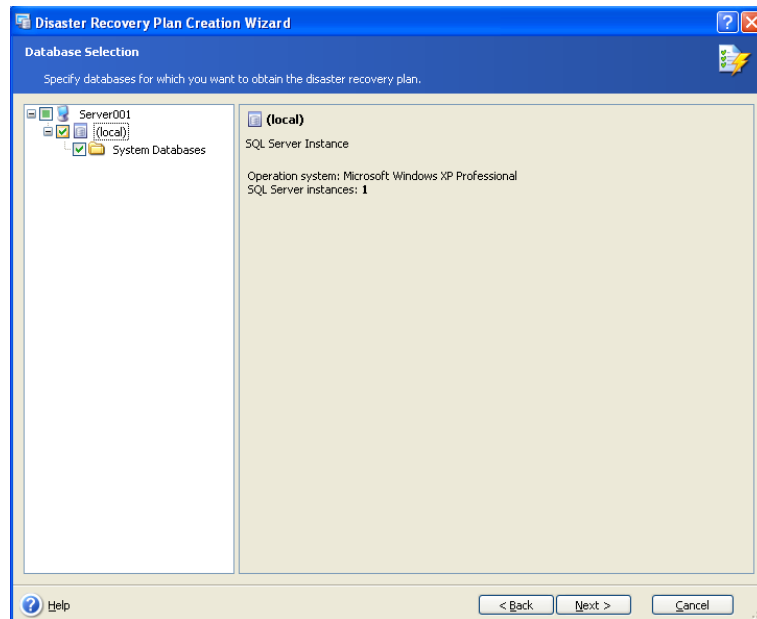 Disaster Recovery Plan Creation Wizard
Database Selection
Specify databases for which you want to obtain the disaster recovery plan.
Server001
(local)
System Databases
(local)
SQL Server Instance
Operation system: Microsoft Windows XP Professional
SQL Server instances: 1
Help
< Back
Next >
Cancel